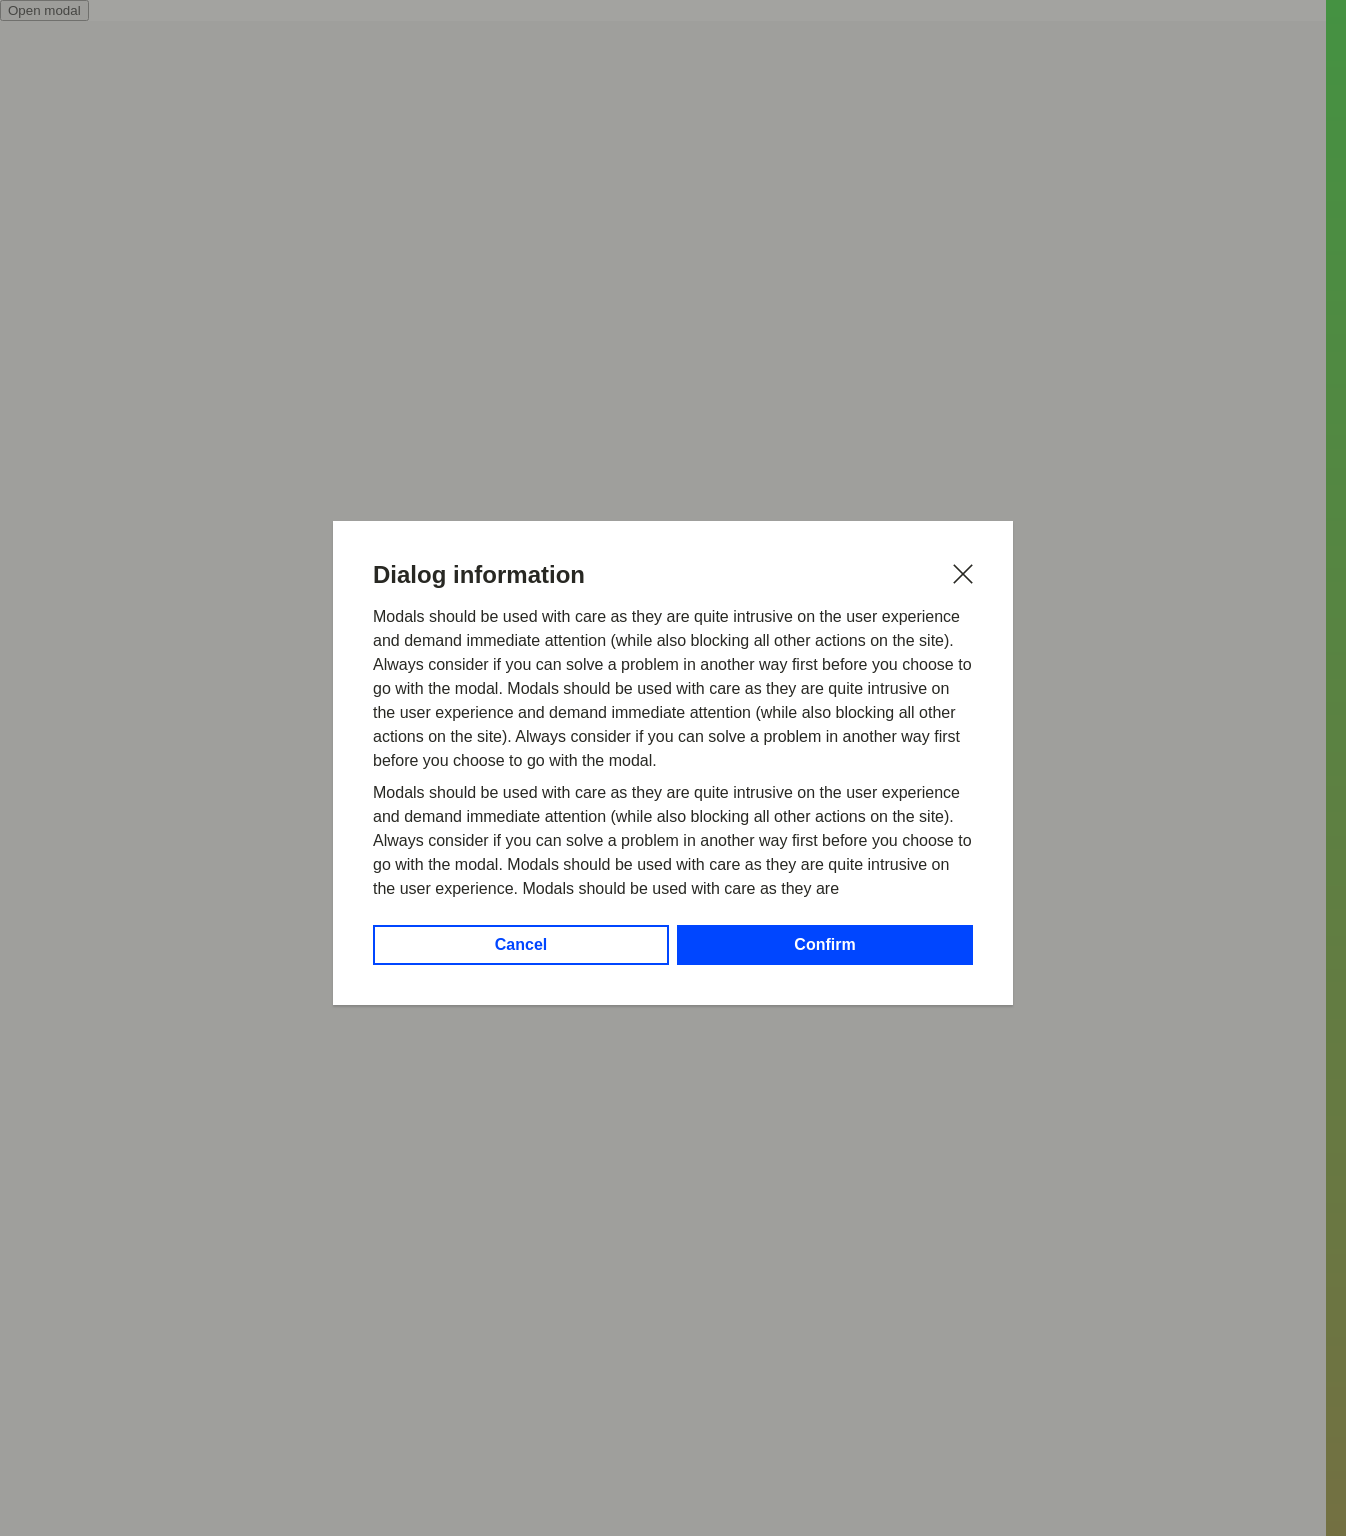 Open modal
Dialog information
Modals should be used with care as they are quite intrusive on the user experience
and demand immediate attention (while also blocking all other actions on the site).
Always consider if you can solve a problem in another way first before you choose to
go with the modal. Modals should be used with care as they are quite intrusive on
the user experience and demand immediate attention (while also blocking all other
actions on the site). Always consider if you can solve a problem in another way first
before you choose to go with the modal.
Modals should be used with care as they are quite intrusive on the user experience
and demand immediate attention (while also blocking all other actions on the site).
Always consider if you can solve a problem in another way first before you choose to
go with the modal. Modals should be used with care as they are quite intrusive on
the user experience. Modals should be used with care as they are
Cancel
Confirm